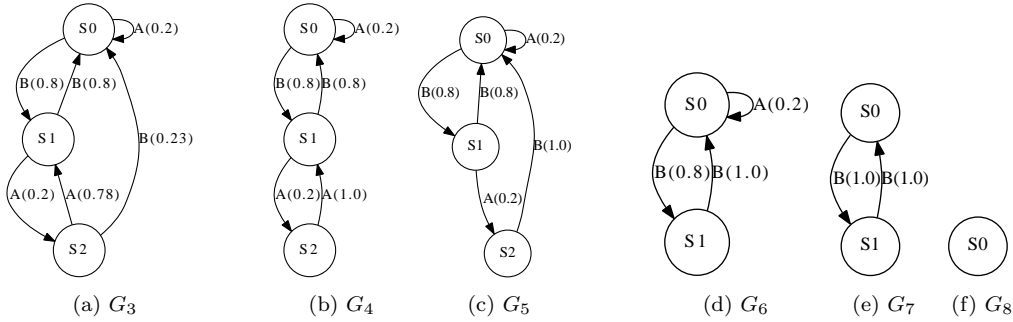 S0
A(0.2)
B(0.8)
B(0.8)
S1
B(0.23)
A(0.2)
A(0.78)
S2
(a) G3
S0
A(0.2)
B(0.8)
B(0.8)
S1
A(0.2)
A(1.0)
S2
(b) G4
S0
A(0.2)
B(0.8)
B(0.8)
S1
B(1.0)
A(0.2)
S2
(c) G5
S0
A(0.2)
B(0.8)
B(1.0)
S1
(d) G6
S0
B(1.0)
B(1.0)
S1
(e) G7
S0
(f) G8